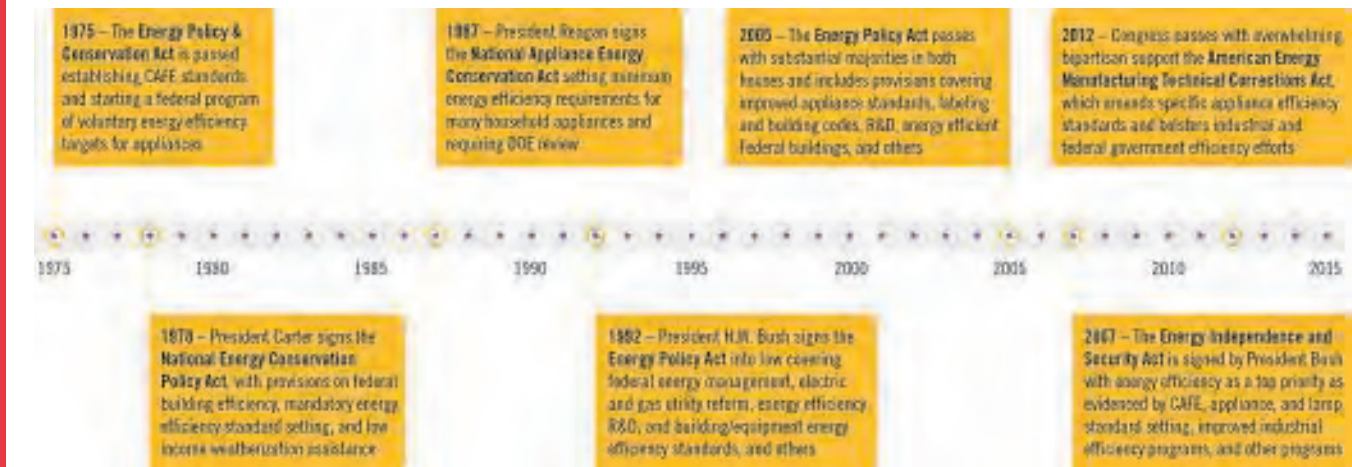 1975 – The Energy Policy &
Conservation Act is passed
establishing CAFE standards
and starting a federal program
of voluntary energy efficiency
targets for appliances
1987 – President Reagan signs
the National Appliance Energy
Conservation Act setting minimum
energy efficiency requirements for
many household appliances and
requiring DOE review
2005 – The Energy Policy Act passes
with substantial majorities in both
houses and includes provisions covering
improved appliance standards, labeling
and building codes, R&D, energy efficient
Federal buildings, and others
2012 – Congress passes with overwhelming
bipartisan support the American Energy
Manufacturing Technical Corrections Act,
which amends specific appliance efficiency
standards and bolsters industrial and
federal government efficiency efforts
1975 1980 1985 1990 1995 2000 2005 2010 2015
1978 – President Carter signs the
National Energy Conservation
Policy Act, with provisions on federal
building efficiency, mandatory energy
efficiency standard setting, and low
income weatherization assistance
1992 – President H.W. Bush signs the
Energy Policy Act into law covering
federal energy management, electric
and gas utility reform, energy efficiency
R&D, and building/equipment energy
efficiency standards, and others
2007 – The Energy Independence and
Security Act is signed by President Bush
with energy efficiency as a top priority as
evidenced by CAFE, appliance, and lamp
standard setting, improved industrial
efficiency programs, and other programs